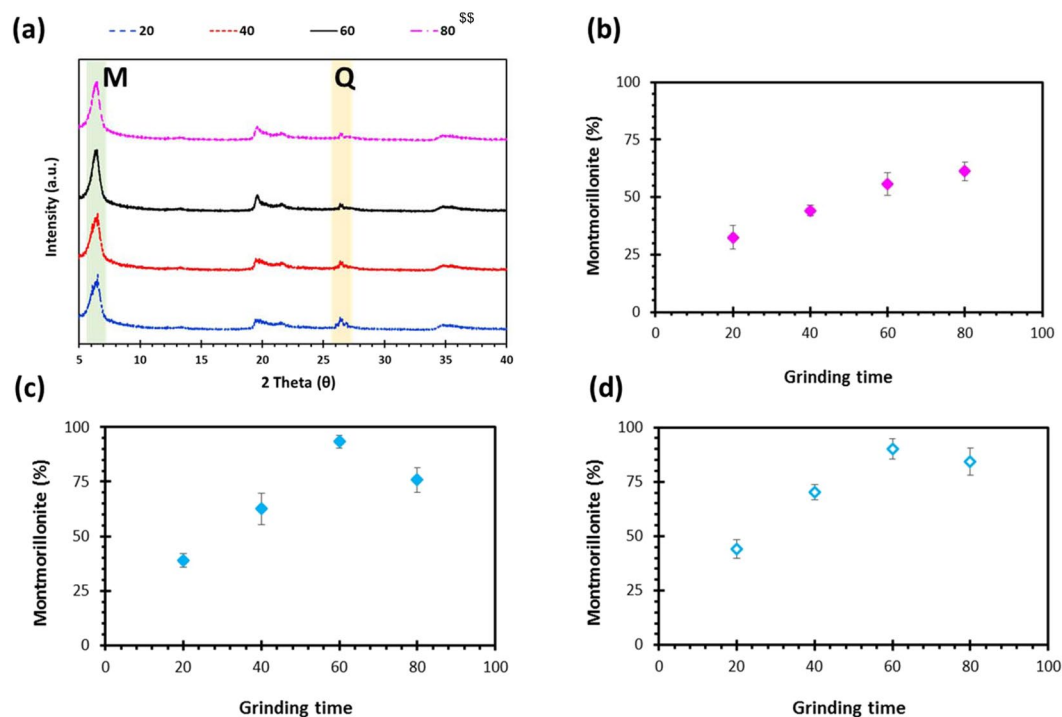 (a)
20 40 60 80 $$
M Q
Intensity (a.u.)
5 10 15 20 25 30 35 40
2 Theta (θ)
(b)
100
75
50
25
0
Montmorillonite (%)
0 20 40 60 80 100
Grinding time
(c)
100
75
50
25
0
Montmorillonite (%)
0 20 40 60 80 100
Grinding time
(d)
100
75
50
25
0
Montmorillonite (%)
0 20 40 60 80 100
Grinding time